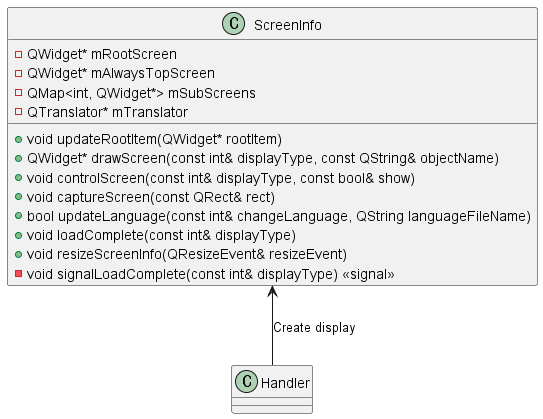 C ScreenInfo
QWidget* mRootScreen
QWidget* mAlwaysTopScreen
QMap<int, QWidget*> mSubScreens
QTranslator* mTranslator
void updateRootItem(QWidget* rootItem)
QWidget* drawScreen(const int& displayType, const QString& objectName)
void controlScreen(const int& displayType, const bool& show)
void captureScreen(const QRect& rect)
bool updateLanguage(const int& changeLanguage, QString languageFileName)
void loadComplete(const int& displayType)
void resizeScreenInfo(QResizeEvent& resizeEvent)
void signalLoadComplete(const int& displayType) «signal»
Create display
C Handler